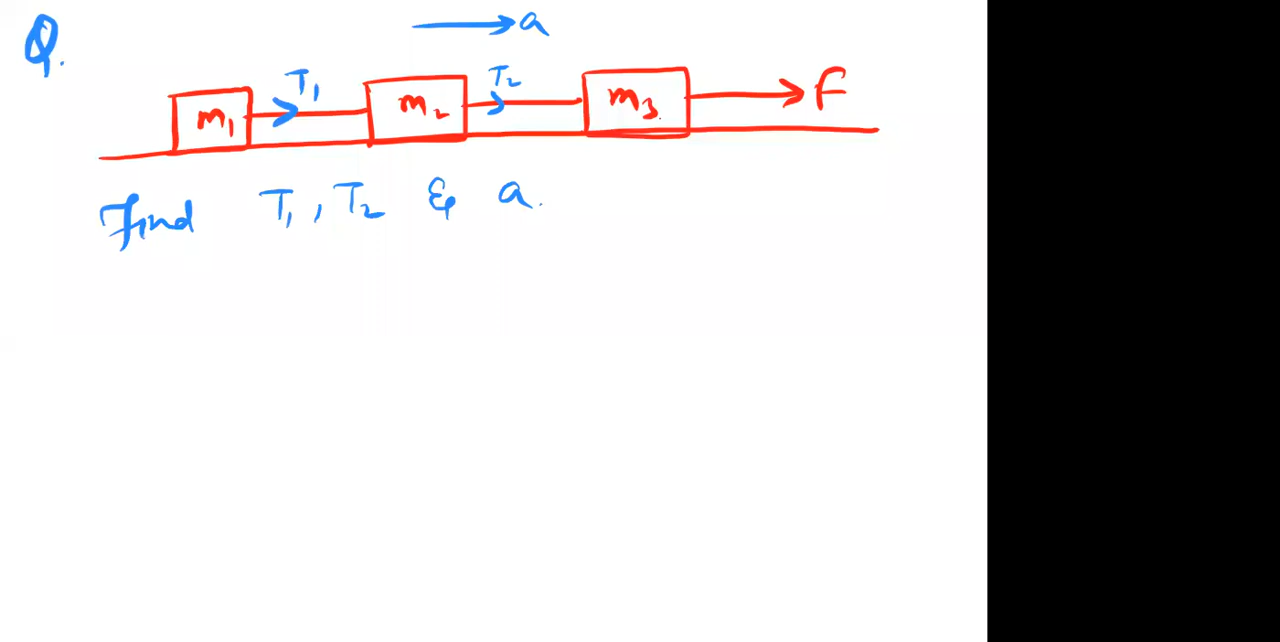 Q.
a
T₁ T₂
m₁ m₂ m₃ F
Find T₁, T₂ & a.